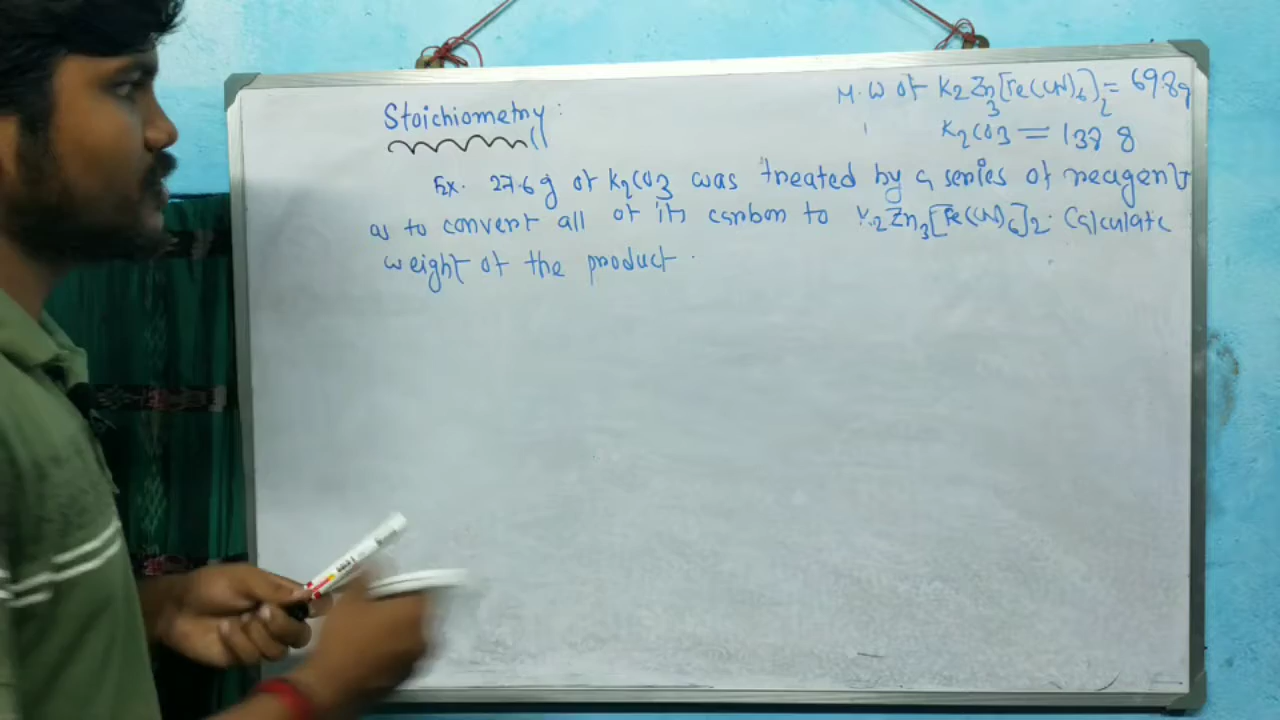 Stoichiometry:
M.W of K2Zn3[Fe(CN)6]2 = 698g
K2CO3 = 138 g
Ex. 27.6 g of K2CO3 was treated by a series of reagent
as to convert all of its carbon to K2Zn3[Fe(CN)6]2. Calculate
weight of the product.